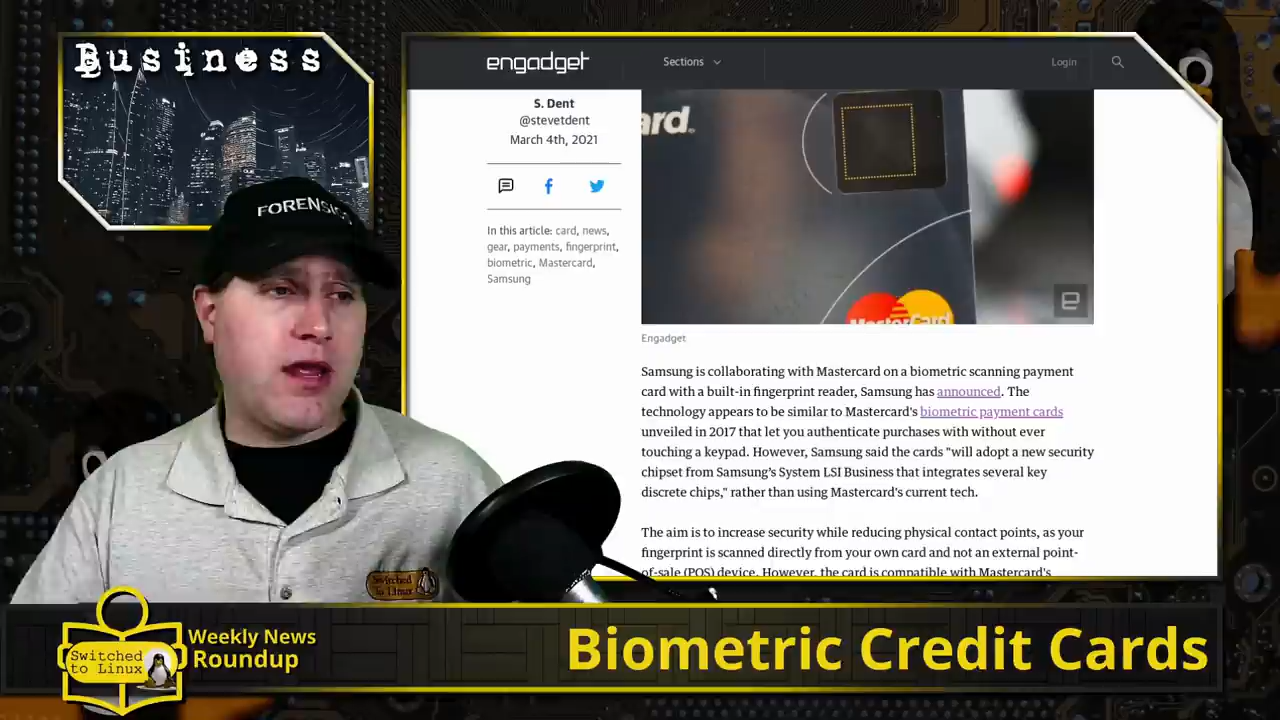 Business
engadget
Sections
Login
S. Dent
@stevetdent
March 4th, 2021
In this article: card, news,
gear, payments, fingerprint,
biometric, Mastercard,
Samsung
ard.
MasterCard
Engadget
Samsung is collaborating with Mastercard on a biometric scanning payment
card with a built-in fingerprint reader, Samsung has announced. The
technology appears to be similar to Mastercard's biometric payment cards
unveiled in 2017 that let you authenticate purchases with without ever
touching a keypad. However, Samsung said the cards "will adopt a new security
chipset from Samsung's System LSI Business that integrates several key
discrete chips," rather than using Mastercard's current tech.
The aim is to increase security while reducing physical contact points, as your
fingerprint is scanned directly from your own card and not an external point-
of-sale (POS) device. However, the card is compatible with Mastercard's
FORENSIC
Switched
to Linux
Switched
to Linux
Weekly News
Roundup
Biometric Credit Cards